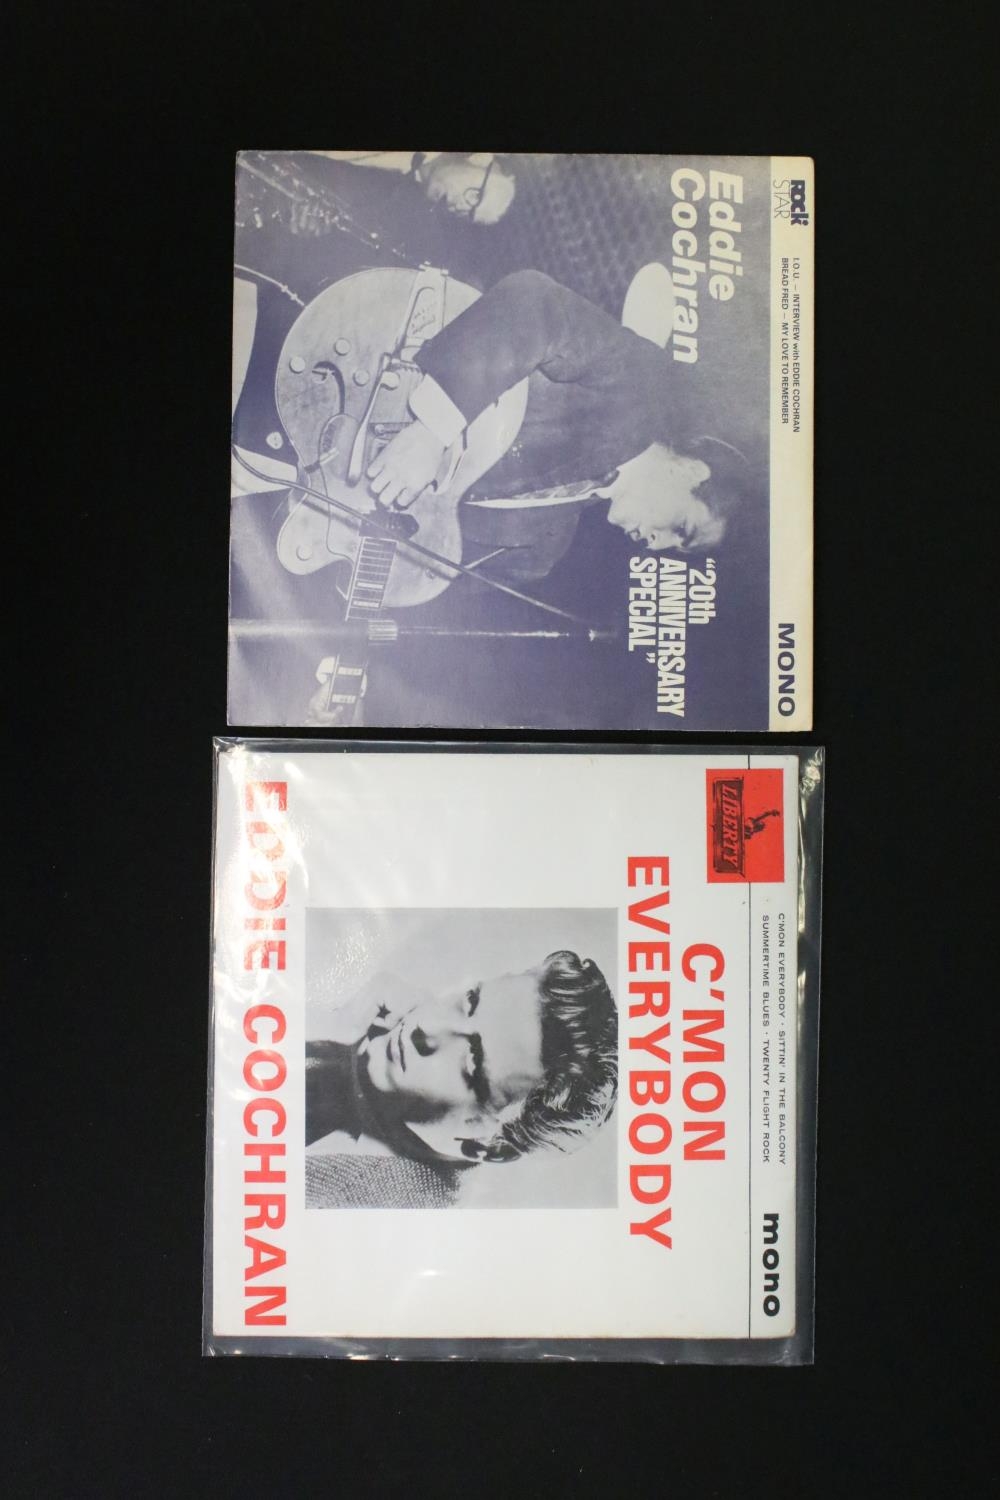 ROCK
STAR
I.O.U. — INTERVIEW with EDDIE COCHRAN
BREAD FRED — MY LOVE TO REMEMBER
MONO
Eddie
Cochran
“20th
ANNIVERSARY
SPECIAL”
LIBERTY
C'MON EVERYBODY · SITTIN' IN THE BALCONY
SUMMERTIME BLUES · TWENTY FLIGHT ROCK
mono
C'MON
EVERYBODY
EDDIE COCHRAN